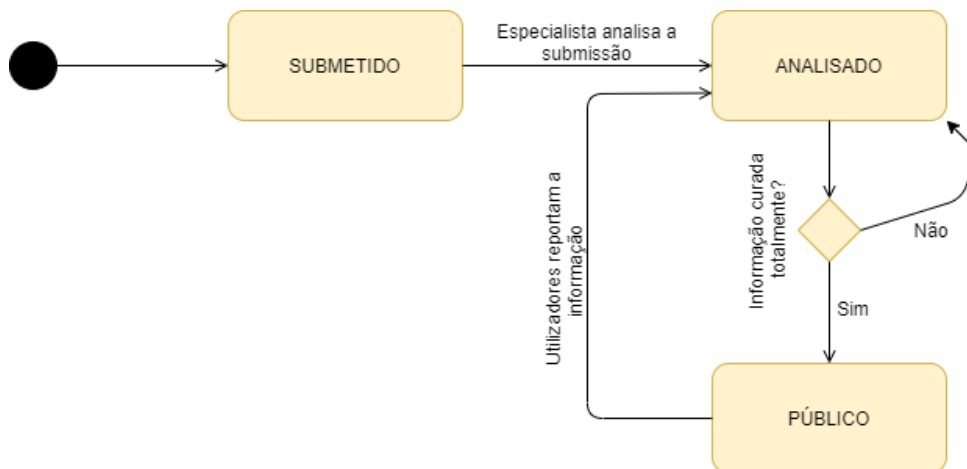 SUBMETIDO
Especialista analisa a
submissão
ANALISADO
Informação curada
totalmente?
Não
Sim
Utilizadores reportam a
informação
PÚBLICO